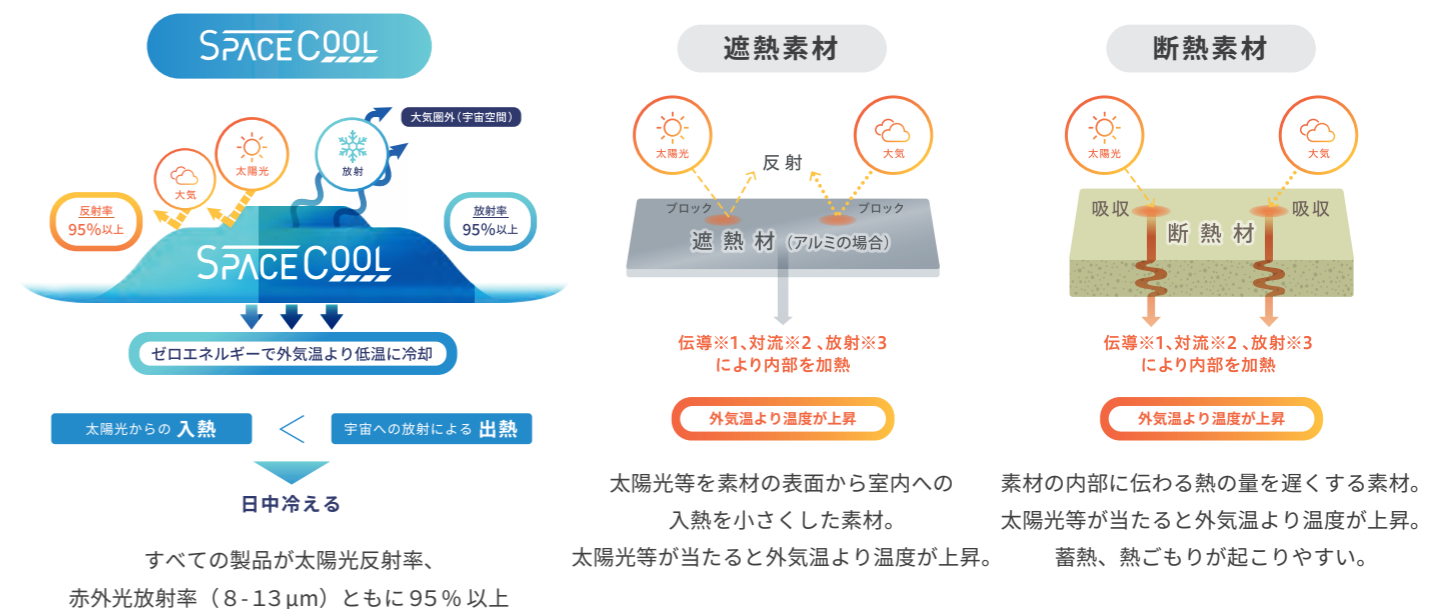 SPACECOOL
大気圏外(宇宙空間)
太陽光
放射
大気
反射率
95%以上
放射率
95%以上
SPACECOOL
ゼロエネルギーで外気温より低温に冷却
太陽光からの 入熱
<
宇宙への放射による 出熱
日中冷える
すべての製品が太陽光反射率、
赤外光放射率(8-13μm)ともに95%以上
遮熱素材
太陽光
大気
反射
ブロック
ブロック
遮熱材(アルミの場合)
伝導※1、対流※2、放射※3
により内部を加熱
外気温より温度が上昇
太陽光等を素材の表面から室内への
入熱を小さくした素材。
太陽光等が当たると外気温より温度が上昇。
断熱素材
太陽光
大気
吸収
吸収
断熱材
伝導※1、対流※2、放射※3
により内部を加熱
外気温より温度が上昇
素材の内部に伝わる熱の量を遅くする素材。
太陽光等が当たると外気温より温度が上昇。
蓄熱、熱ごもりが起こりやすい。